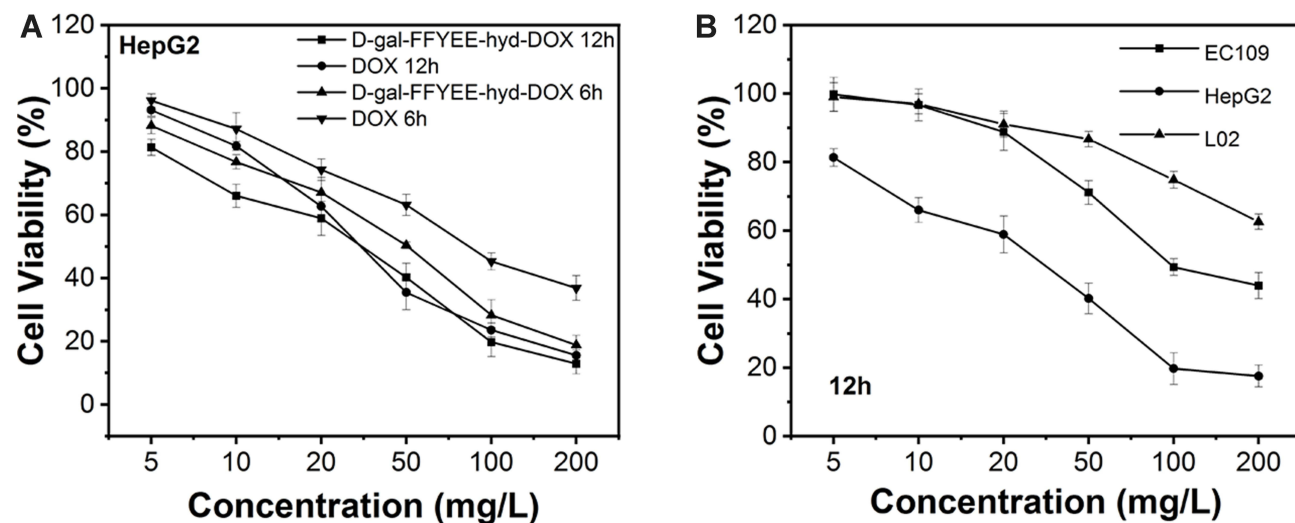 A
HepG2
D-gal-FFYEE-hyd-DOX 12h
DOX 12h
D-gal-FFYEE-hyd-DOX 6h
DOX 6h
Cell Viability (%)
120
100
80
60
40
20
0
5 10 20 50 100 200
Concentration (mg/L)
B
EC109
HepG2
L02
12h
Cell Viability (%)
120
100
80
60
40
20
0
5 10 20 50 100 200
Concentration (mg/L)